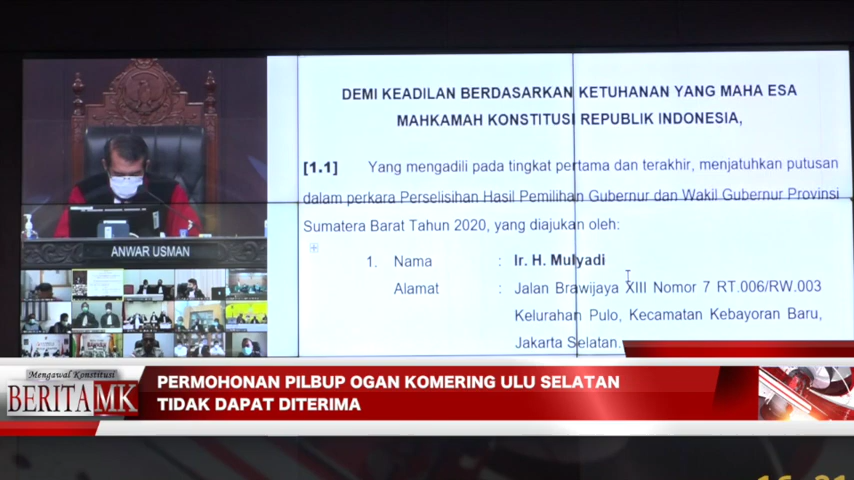 DEMI KEADILAN BERDASARKAN KETUHANAN YANG MAHA ESA
MAHKAMAH KONSTITUSI REPUBLIK INDONESIA,
[1.1] Yang mengadili pada tingkat pertama dan terakhir, menjatuhkan putusan
dalam perkara Perselisihan Hasil Pemilihan Gubernur dan Wakil Gubernur Provinsi
Sumatera Barat Tahun 2020, yang diajukan oleh:
1. Nama : Ir. H. Mulyadi
Alamat : Jalan Brawijaya XIII Nomor 7 RT.006/RW.003
Kelurahan Pulo, Kecamatan Kebayoran Baru,
Jakarta Selatan.
ANWAR USMAN
Mengawal Konstitusi
BERITA MK
PERMOHONAN PILBUP OGAN KOMERING ULU SELATAN
TIDAK DAPAT DITERIMA